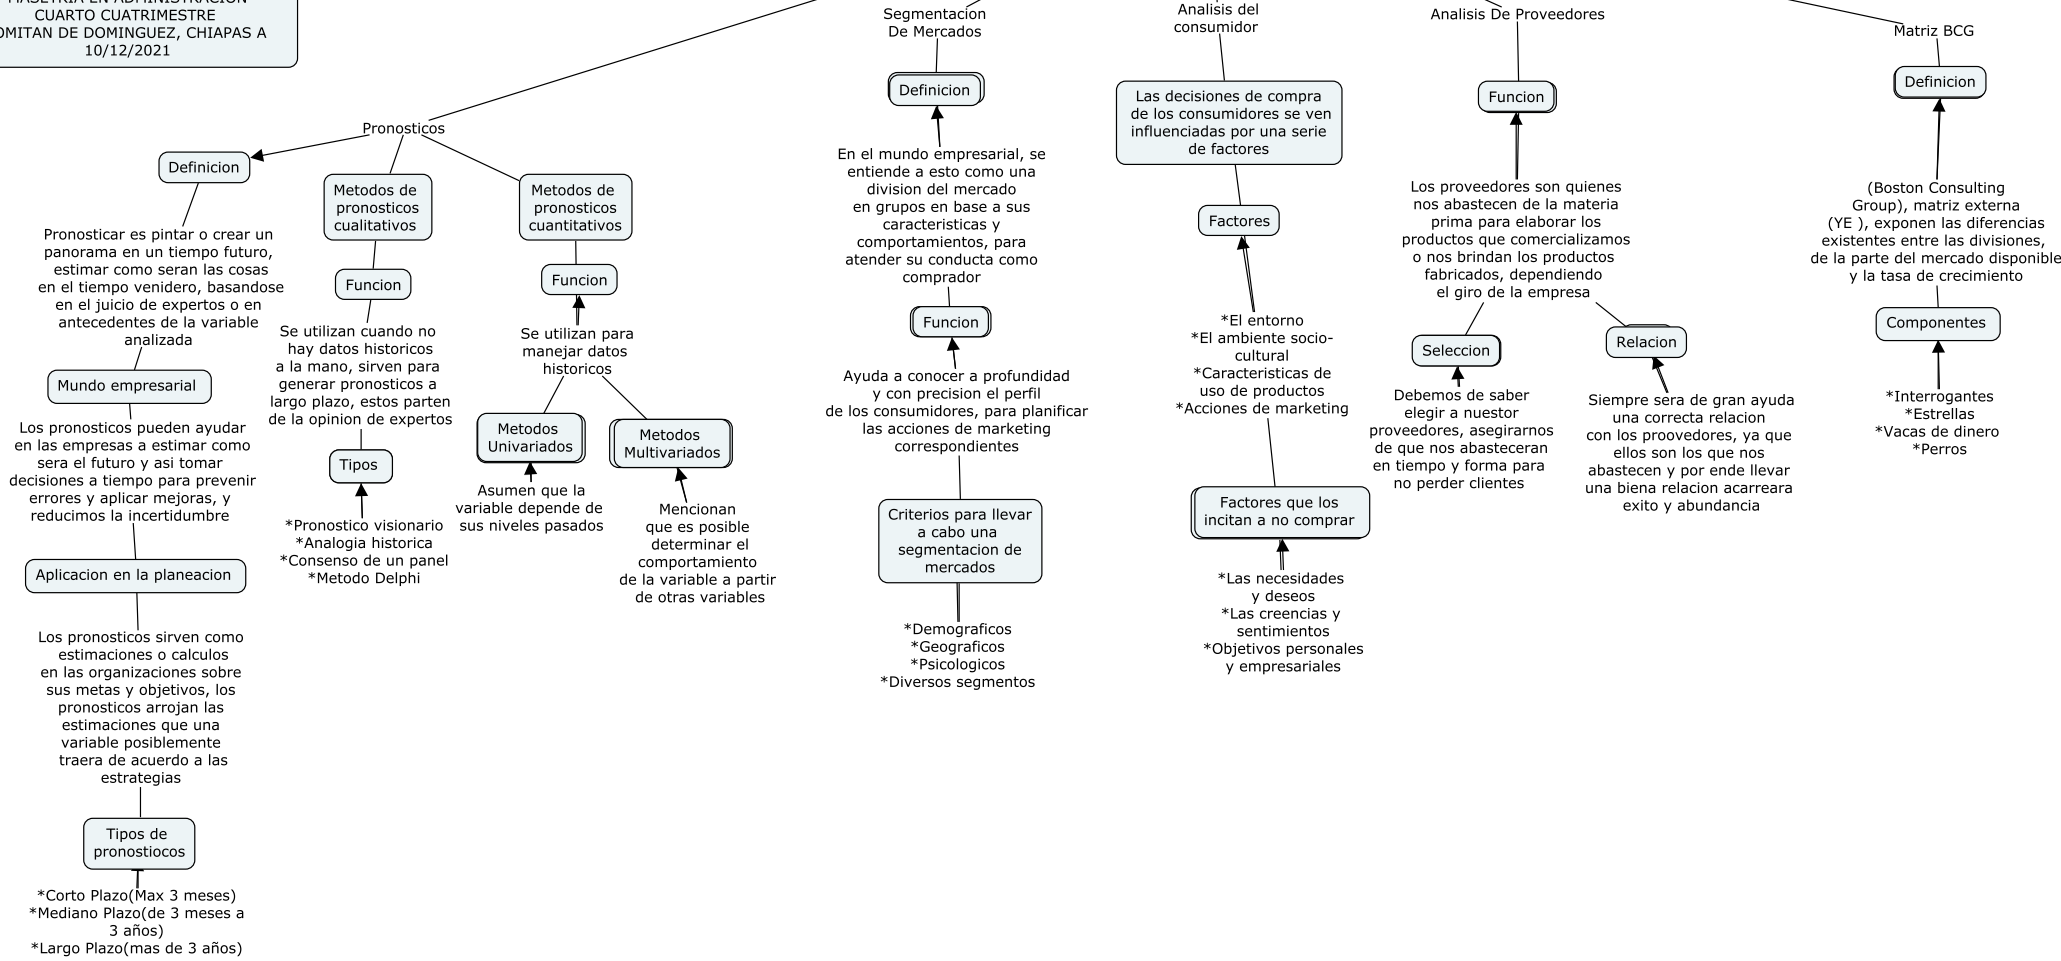 MAESTRIA EN ADMINISTRACION
CUARTO CUATRIMESTRE
OMITAN DE DOMINGUEZ, CHIAPAS A
10/12/2021
Pronosticos
Definicion
Pronosticar es pintar o crear un
panorama en un tiempo futuro,
estimar como seran las cosas
en el tiempo venidero, basandose
en el juicio de expertos o en
antecedentes de la variable
analizada
Mundo empresarial
Los pronosticos pueden ayudar
en las empresas a estimar como
sera el futuro y asi tomar
decisiones a tiempo para prevenir
errores y aplicar mejoras, y
reducimos la incertidumbre
Aplicacion en la planeacion
Los pronosticos sirven como
estimaciones o calculos
en las organizaciones sobre
sus metas y objetivos, los
pronosticos arrojan las
estimaciones que una
variable posiblemente
traera de acuerdo a las
estrategias
Tipos de
pronostiocos
*Corto Plazo(Max 3 meses)
*Mediano Plazo(de 3 meses a
3 años)
*Largo Plazo(mas de 3 años)
Metodos de
pronosticos
cualitativos
Funcion
Se utilizan cuando no
hay datos historicos
a la mano, sirven para
generar pronosticos a
largo plazo, estos parten
de la opinion de expertos
Tipos
*Pronostico visionario
*Analogia historica
*Consenso de un panel
*Metodo Delphi
Metodos de
pronosticos
cuantitativos
Funcion
Se utilizan para
manejar datos
historicos
Metodos
Univariados
Asumen que la
variable depende de
sus niveles pasados
Metodos
Multivariados
Mencionan
que es posible
determinar el
comportamiento
de la variable a partir
de otras variables
Segmentacion
De Mercados
Definicion
En el mundo empresarial, se
entiende a esto como una
division del mercado
en grupos en base a sus
caracteristicas y
comportamientos, para
atender su conducta como
comprador
Funcion
Ayuda a conocer a profundidad
y con precision el perfil
de los consumidores, para planificar
las acciones de marketing
correspondientes
Criterios para llevar
a cabo una
segmentacion de
mercados
*Demograficos
*Geograficos
*Psicologicos
*Diversos segmentos
Analisis del
consumidor
Las decisiones de compra
de los consumidores se ven
influenciadas por una serie
de factores
Factores
*El entorno
*El ambiente socio-
cultural
*Caracteristicas de
uso de productos
*Acciones de marketing
Factores que los
incitan a no comprar
*Las necesidades
y deseos
*Las creencias y
sentimientos
*Objetivos personales
y empresariales
Analisis De Proveedores
Funcion
Los proveedores son quienes
nos abastecen de la materia
prima para elaborar los
productos que comercializamos
o nos brindan los productos
fabricados, dependiendo
el giro de la empresa
Seleccion
Debemos de saber
elegir a nuestor
proveedores, asegirarnos
de que nos abasteceran
en tiempo y forma para
no perder clientes
Relacion
Siempre sera de gran ayuda
una correcta relacion
con los proovedores, ya que
ellos son los que nos
abastecen y por ende llevar
una biena relacion acarreara
exito y abundancia
Matriz BCG
Definicion
(Boston Consulting
Group), matriz externa
(YE ), exponen las diferencias
existentes entre las divisiones,
de la parte del mercado disponible
y la tasa de crecimiento
Componentes
*Interrogantes
*Estrellas
*Vacas de dinero
*Perros